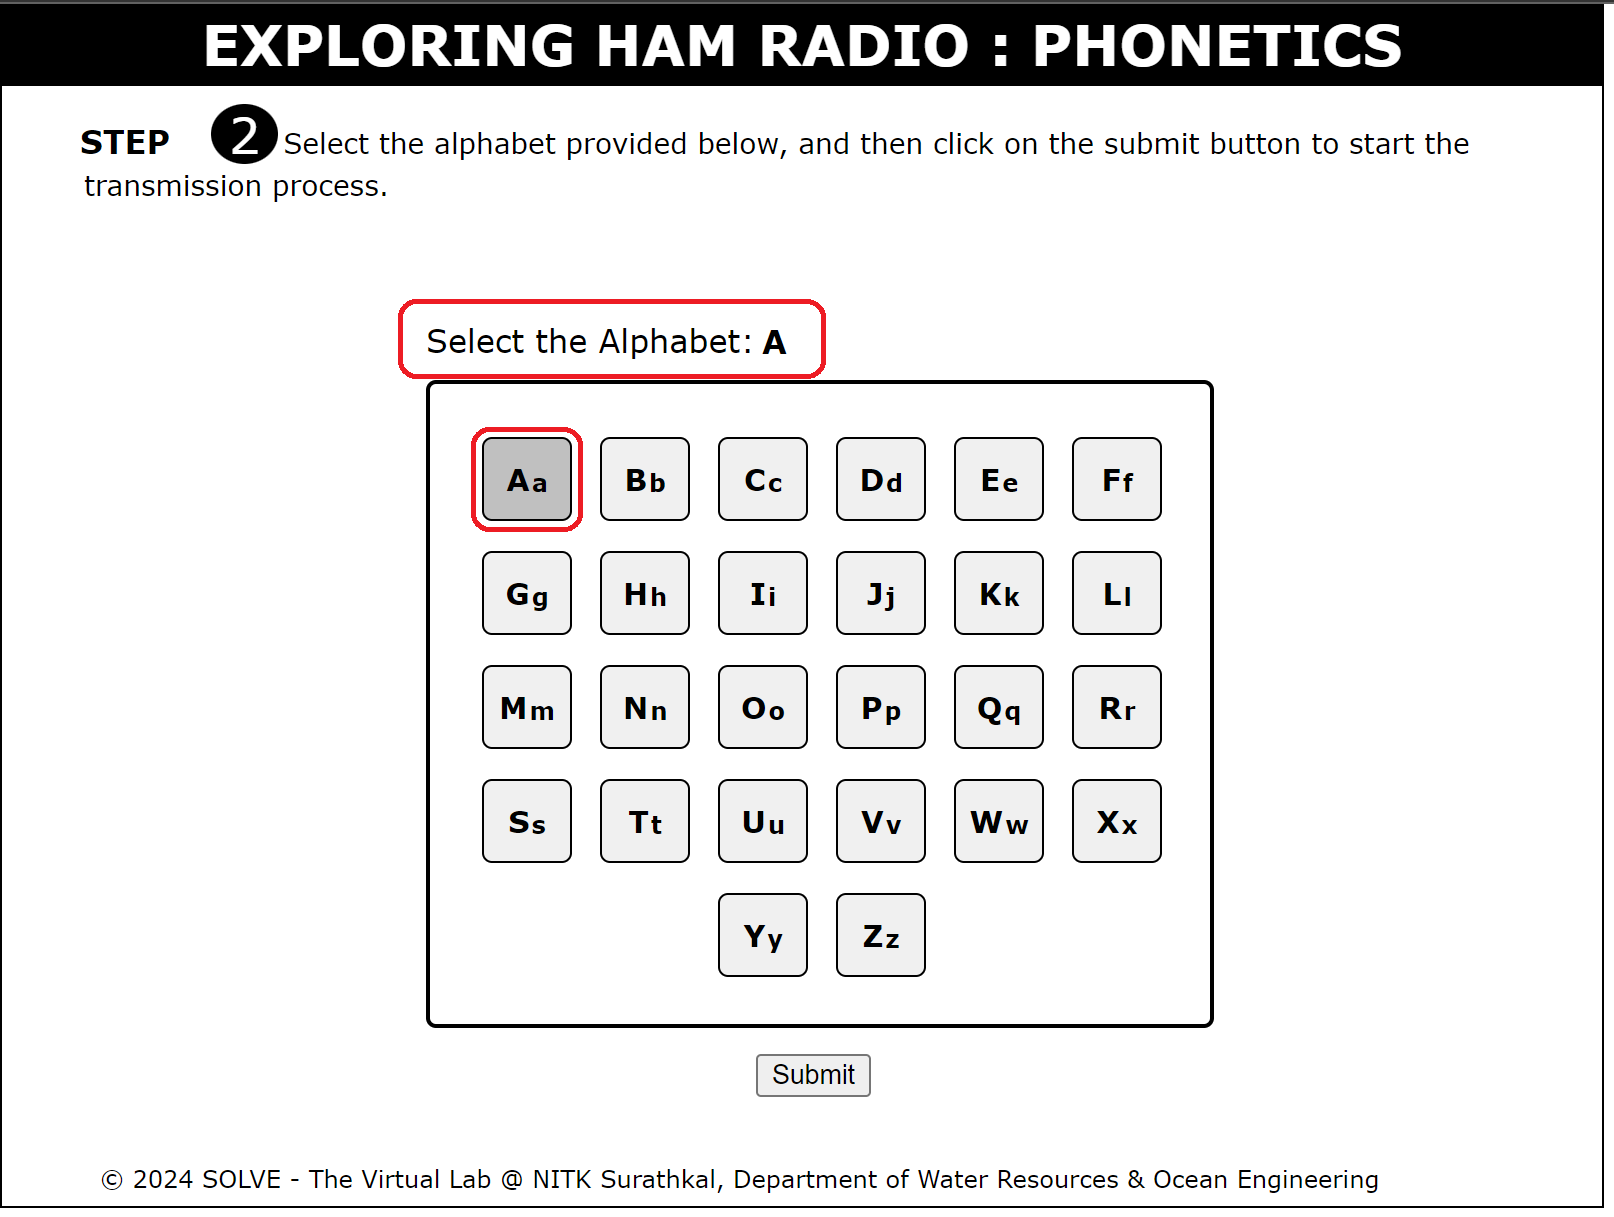 EXPLORING HAM RADIO : PHONETICS
STEP 2 Select the alphabet provided below, and then click on the submit button to start the
transmission process.
Select the Alphabet: A
Aa Bb Cc Dd Ee Ff
Gg Hh Ii Jj Kk Ll
Mm Nn Oo Pp Qq Rr
Ss Tt Uu Vv Ww Xx
Yy Zz
Submit
© 2024 SOLVE - The Virtual Lab @ NITK Surathkal, Department of Water Resources & Ocean Engineering